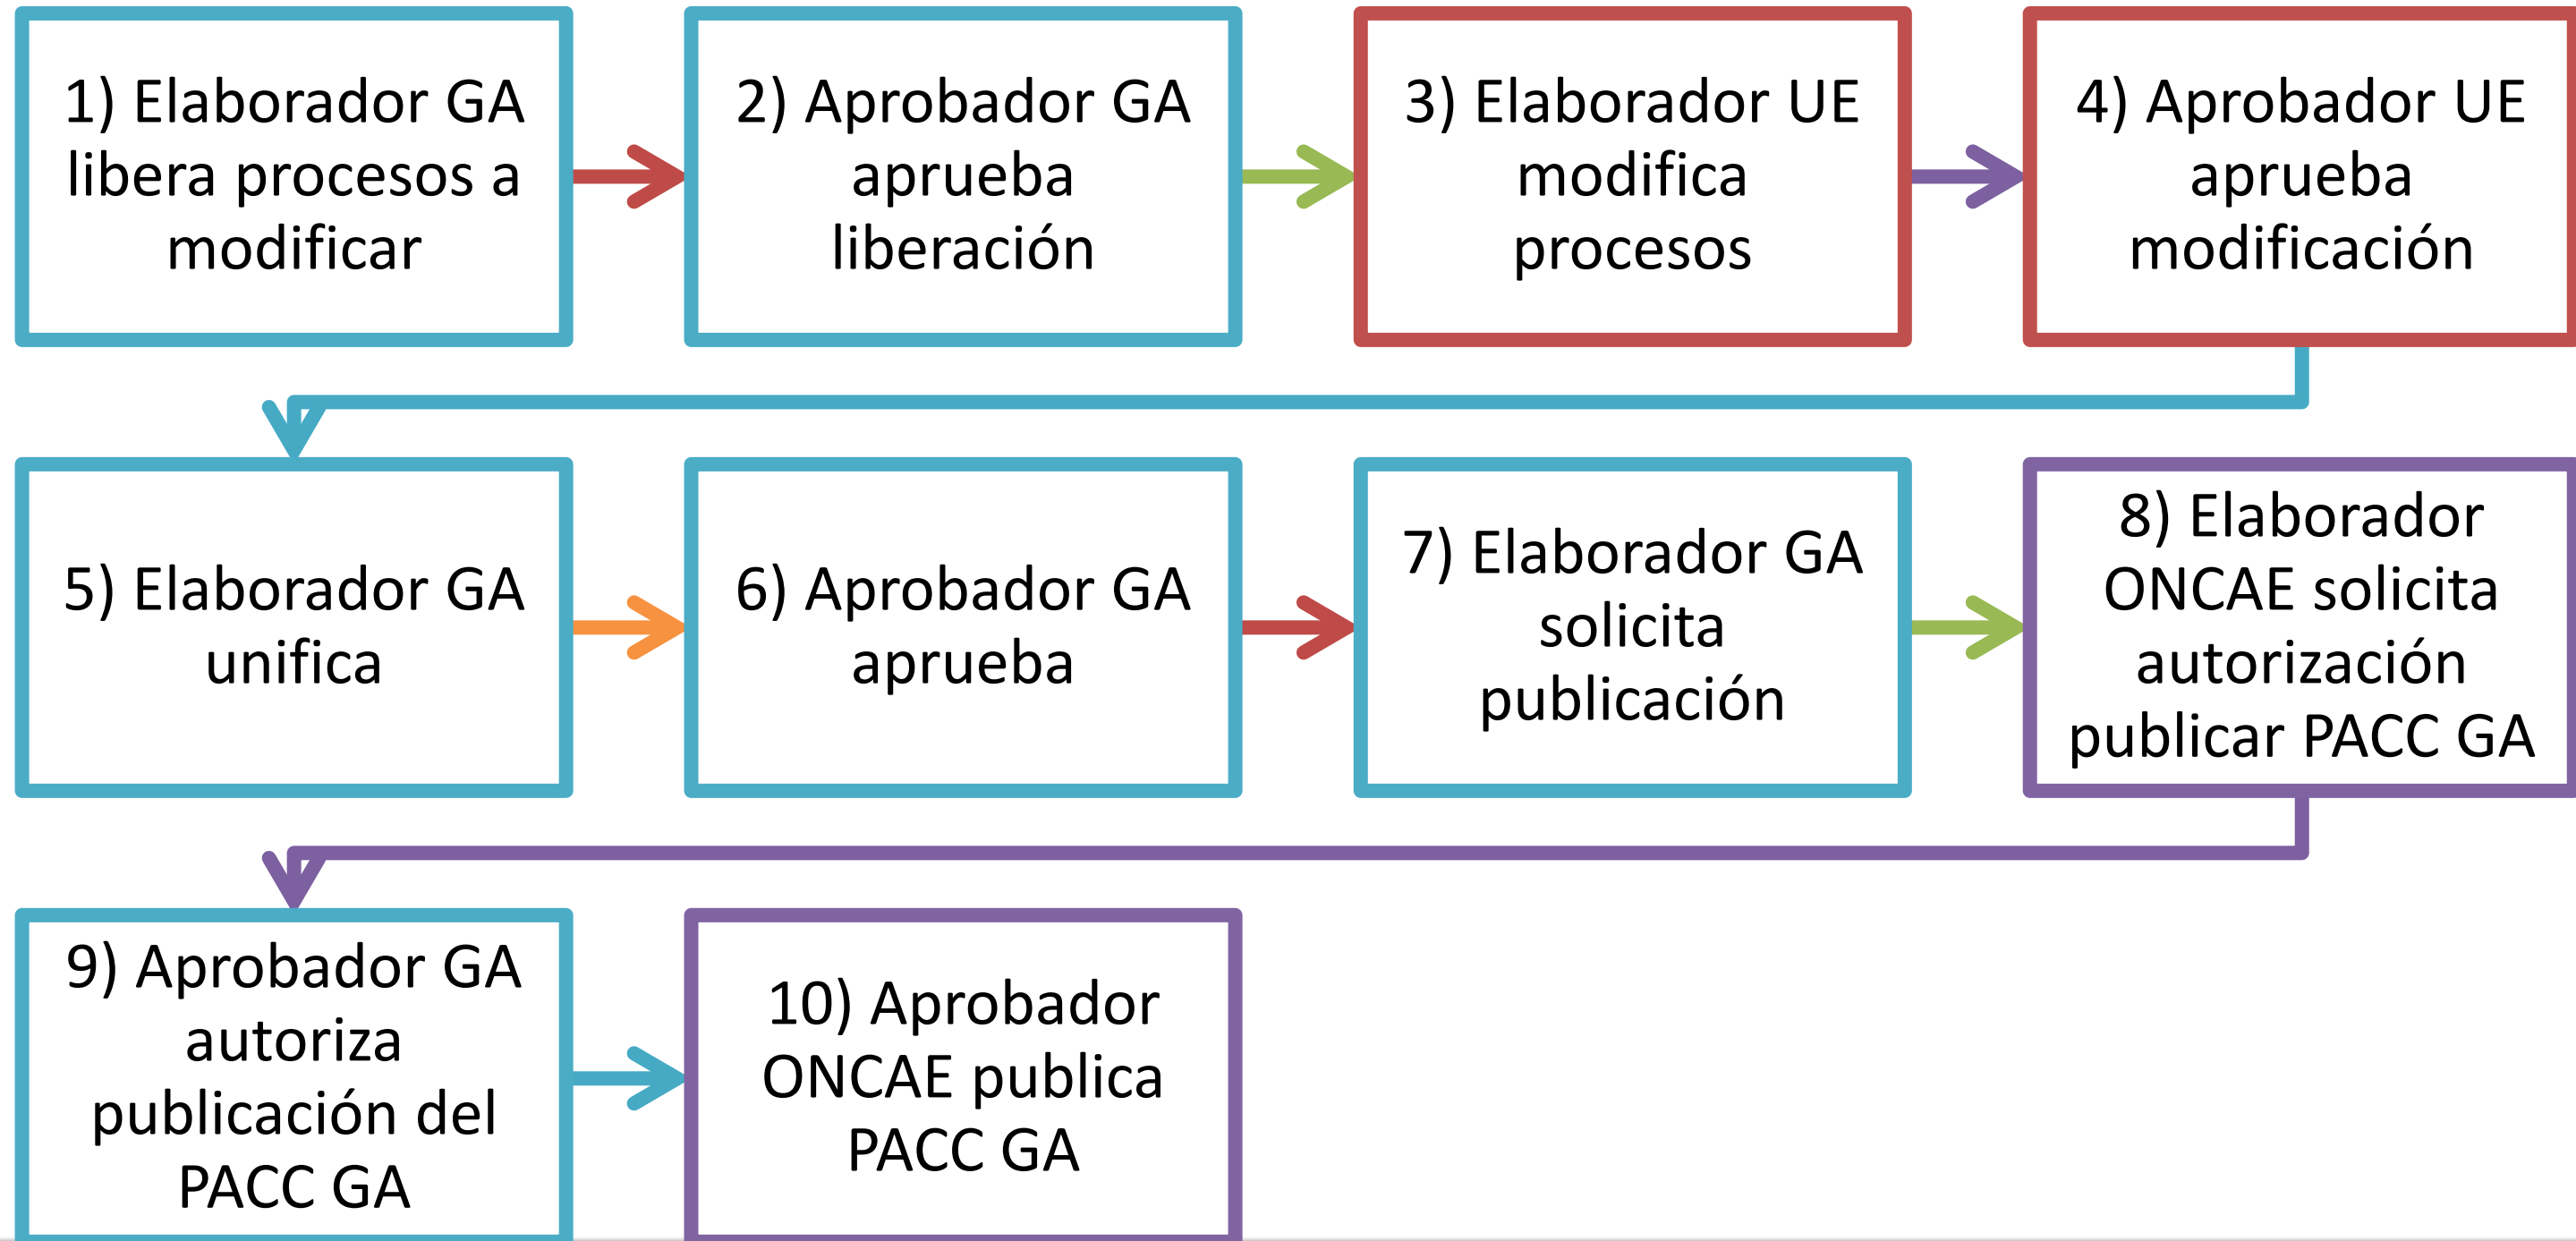 1) Elaborador GA
libera procesos a
modificar
2) Aprobador GA
aprueba
liberación
3) Elaborador UE
modifica
procesos
4) Aprobador UE
aprueba
modificación
5) Elaborador GA
unifica
6) Aprobador GA
aprueba
7) Elaborador GA
solicita
publicación
8) Elaborador
ONCAE solicita
autorización
publicar PACC GA
9) Aprobador GA
autoriza
publicación del
PACC GA
10) Aprobador
ONCAE publica
PACC GA